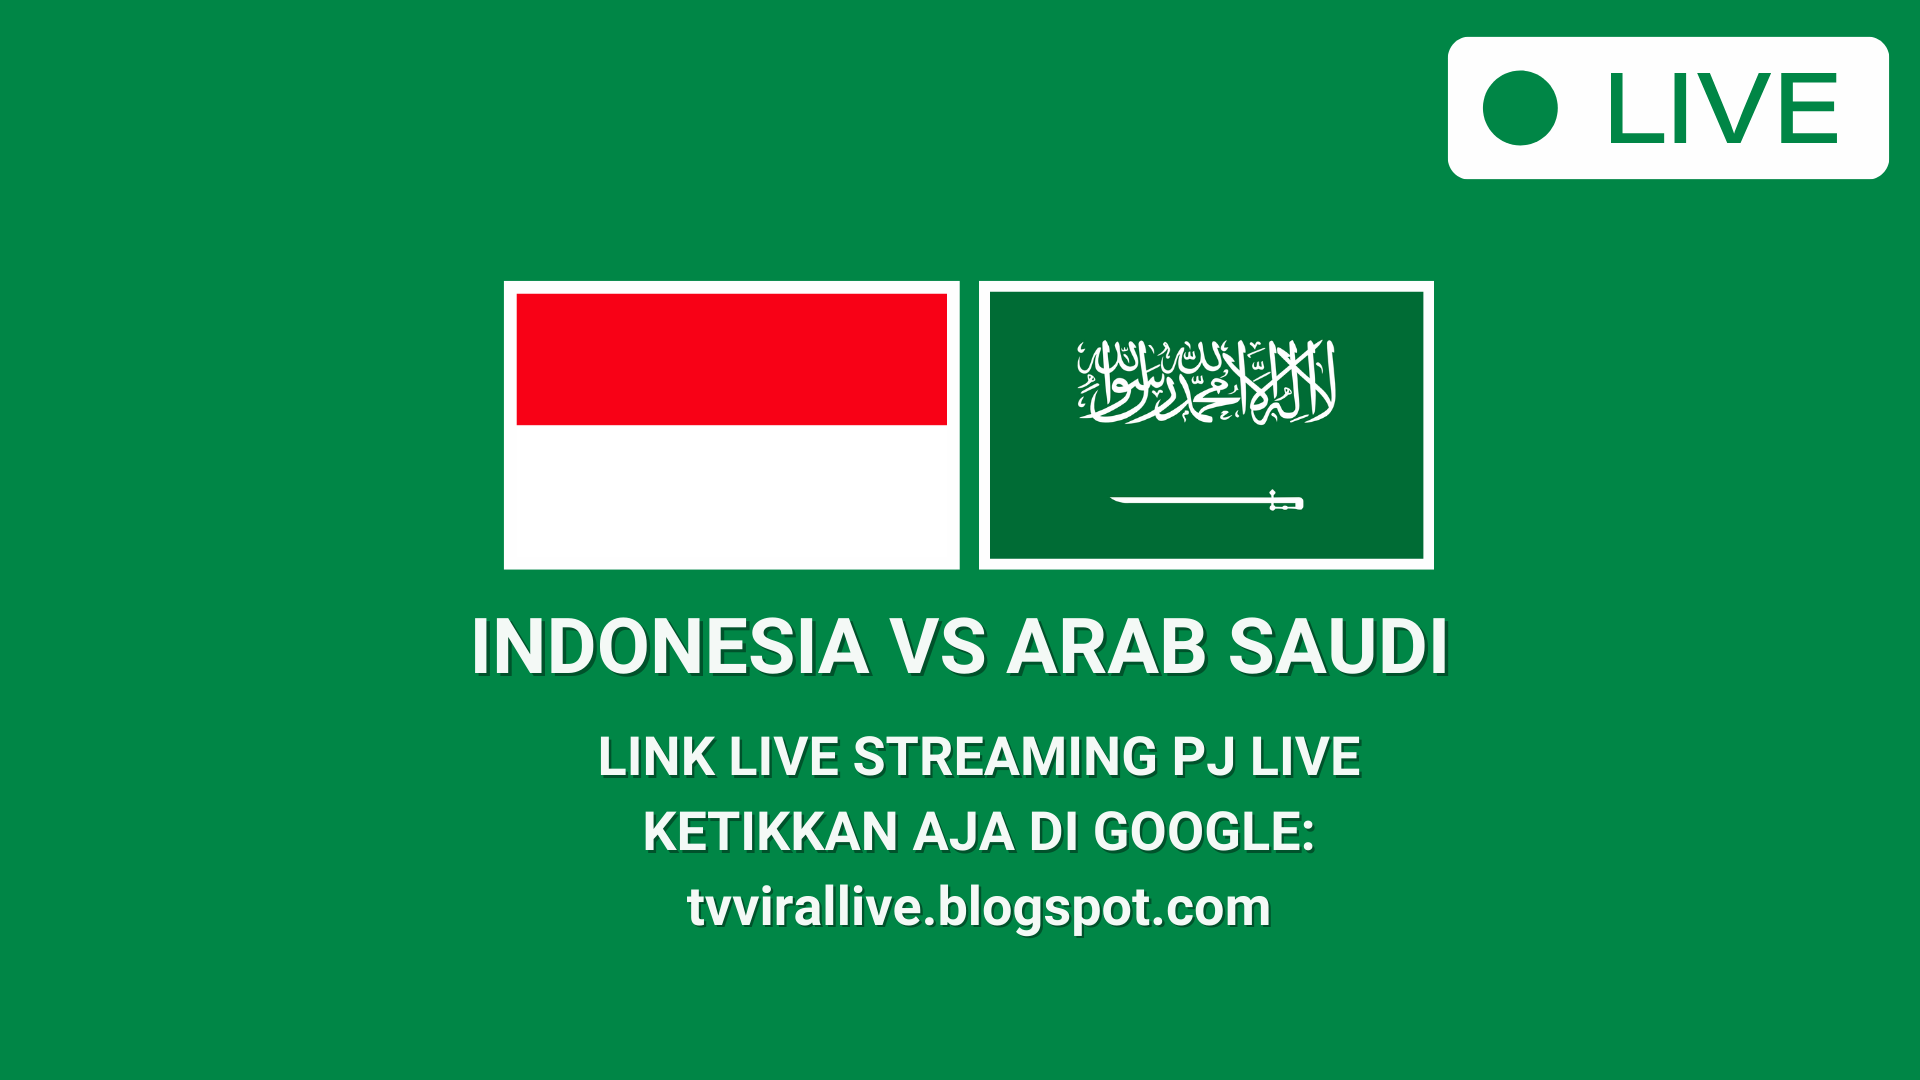 LIVE
لا إله إلا الله محمد رسول الله
INDONESIA VS ARAB SAUDI
LINK LIVE STREAMING PJ LIVE
KETIKKAN AJA DI GOOGLE:
tvvirallive.blogspot.com